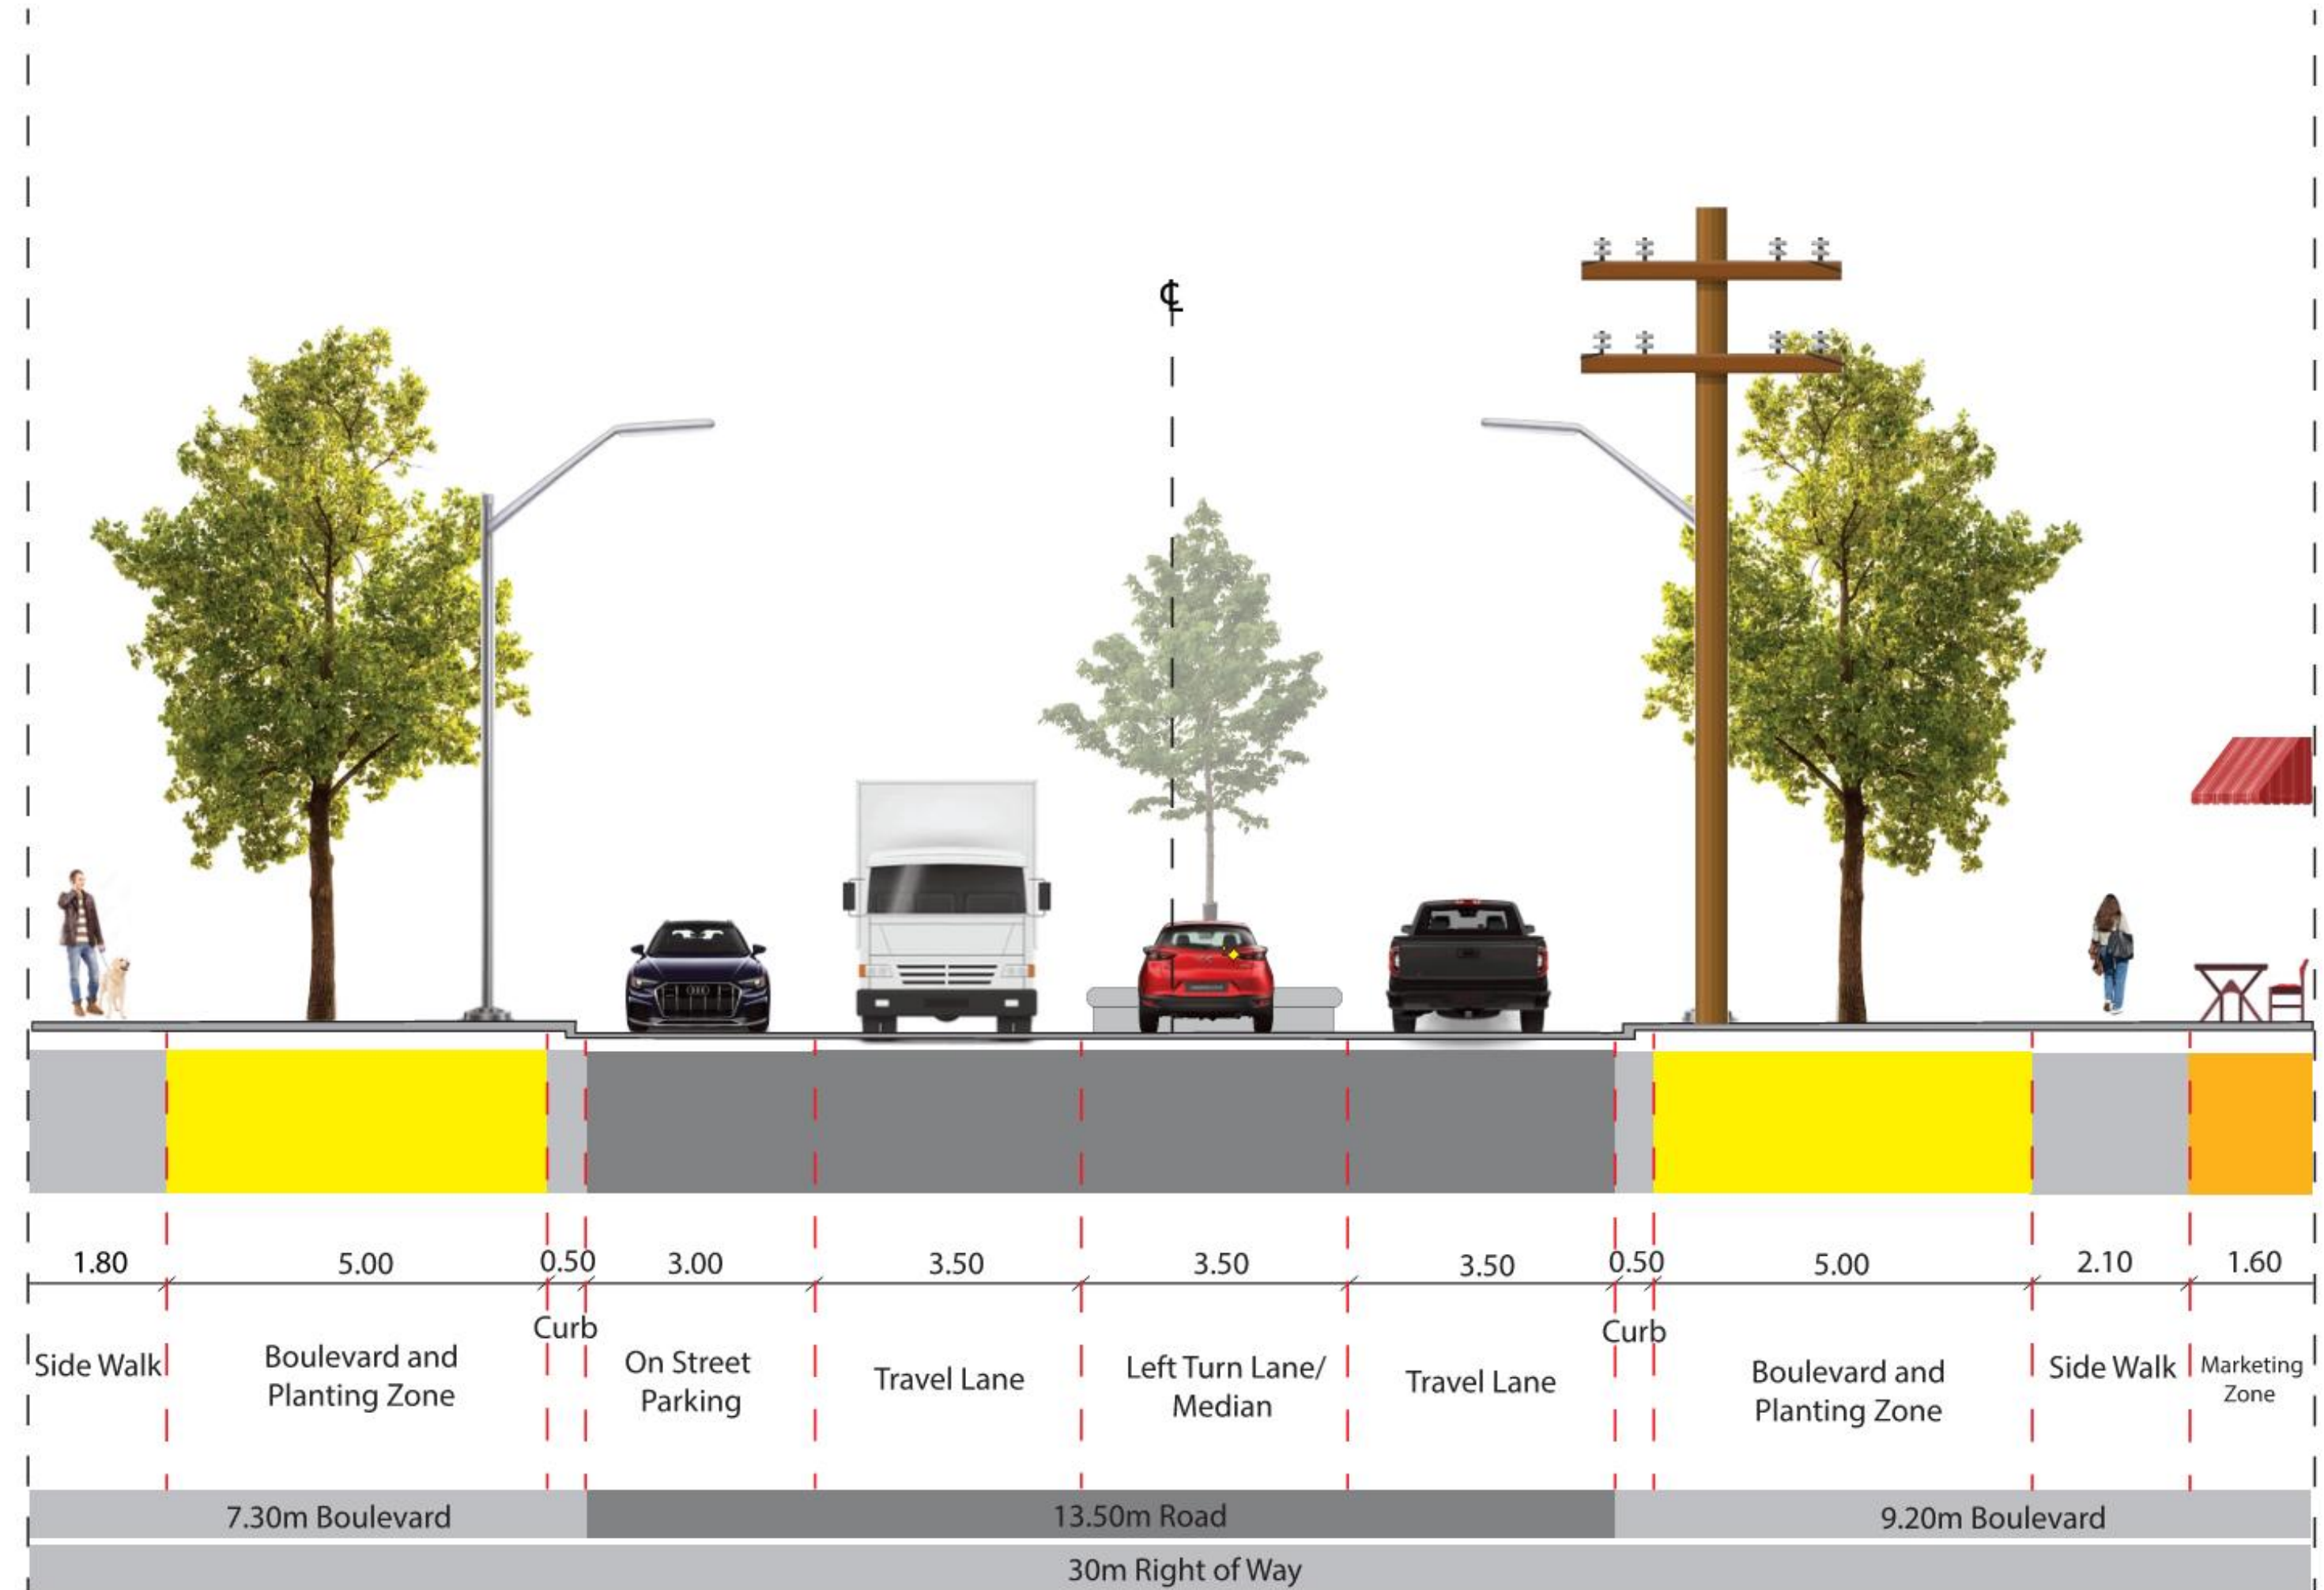 ℄
1.80
5.00
0.50
3.00
3.50
3.50
3.50
0.50
5.00
2.10
1.60
Side Walk
Boulevard and
Planting Zone
Curb
On Street
Parking
Travel Lane
Left Turn Lane/
Median
Travel Lane
Curb
Boulevard and
Planting Zone
Side Walk
Marketing
Zone
7.30m Boulevard
13.50m Road
9.20m Boulevard
30m Right of Way